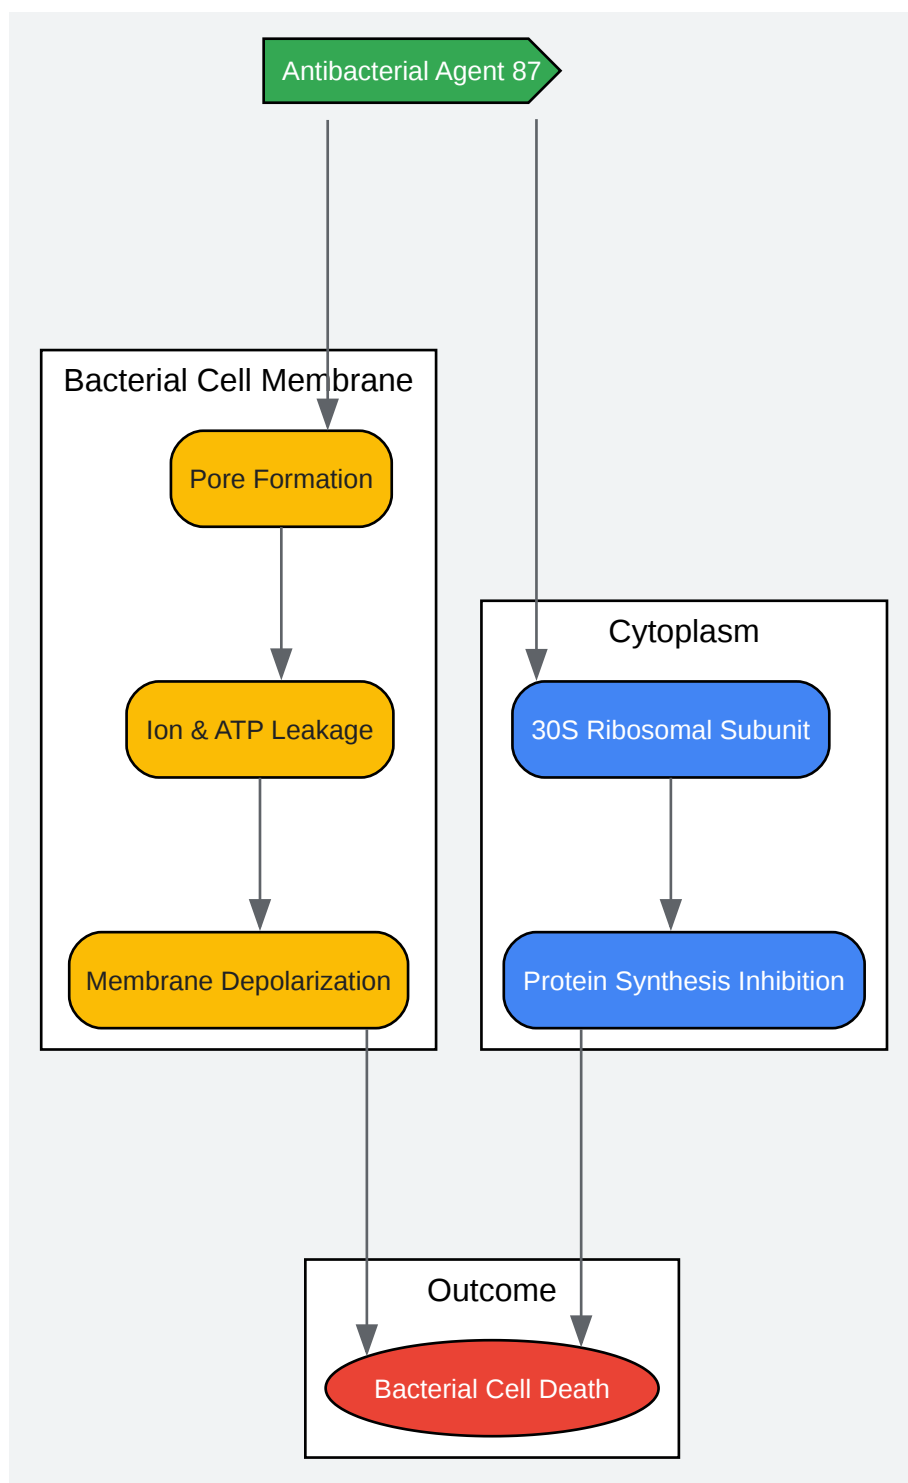 Antibacterial Agent 87
Bacterial Cell Membrane
Pore Formation
Ion & ATP Leakage
Membrane Depolarization
Cytoplasm
30S Ribosomal Subunit
Protein Synthesis Inhibition
Outcome
Bacterial Cell Death